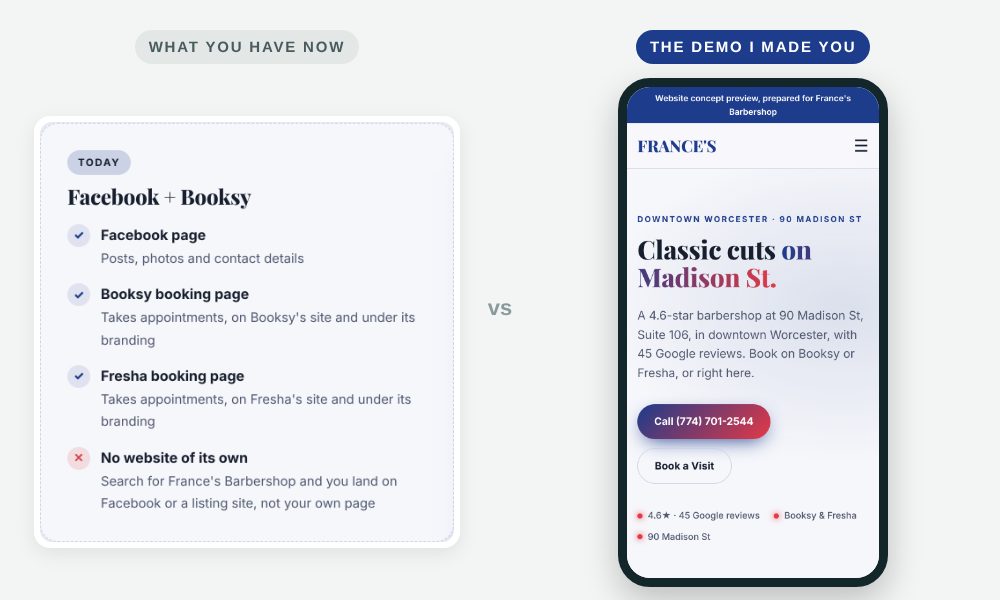 WHAT YOU HAVE NOW
TODAY
Facebook + Booksy
Facebook page
Posts, photos and contact details
Booksy booking page
Takes appointments, on Booksy's site and under its
branding
Fresha booking page
Takes appointments, on Fresha's site and under its
branding
No website of its own
Search for France's Barbershop and you land on
Facebook or a listing site, not your own page
vs
THE DEMO I MADE YOU
Website concept preview, prepared for France's
Barbershop
FRANCE'S
DOWNTOWN WORCESTER · 90 MADISON ST
Classic cuts on
Madison St.
A 4.6-star barbershop at 90 Madison St,
Suite 106, in downtown Worcester, with
45 Google reviews. Book on Booksy or
Fresha, or right here.
Call (774) 701-2544
Book a Visit
4.6★ · 45 Google reviews Booksy & Fresha
90 Madison St